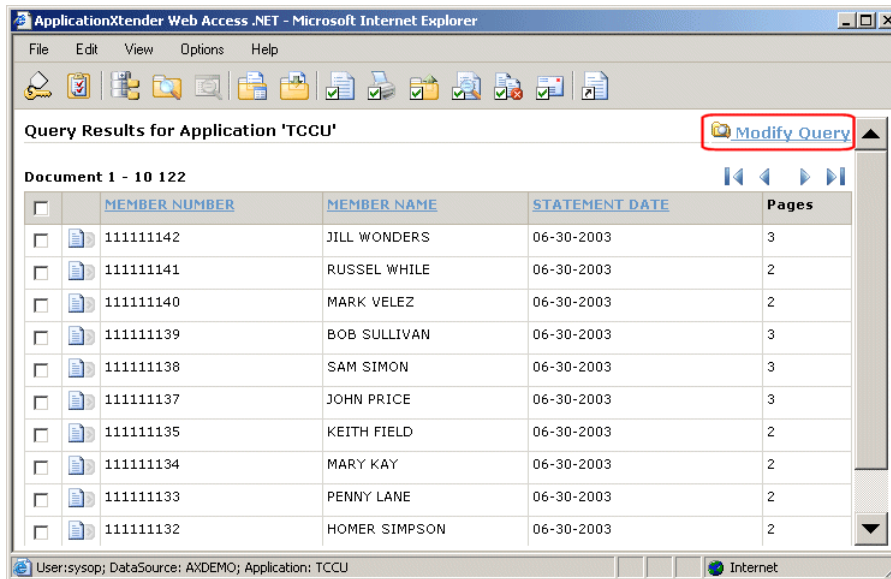 ApplicationXtender Web Access .NET - Microsoft Internet Explorer
File Edit View Options Help
Query Results for Application 'TCCU'
Modify Query
Document 1 - 10 122
MEMBER NUMBER MEMBER NAME STATEMENT DATE Pages
111111142 JILL WONDERS 06-30-2003 3
111111141 RUSSEL WHILE 06-30-2003 2
111111140 MARK VELEZ 06-30-2003 2
111111139 BOB SULLIVAN 06-30-2003 3
111111138 SAM SIMON 06-30-2003 3
111111137 JOHN PRICE 06-30-2003 3
111111135 KEITH FIELD 06-30-2003 2
111111134 MARY KAY 06-30-2003 2
111111133 PENNY LANE 06-30-2003 2
111111132 HOMER SIMPSON 06-30-2003 2
User:sysop; DataSource: AXDEMO; Application: TCCU Internet